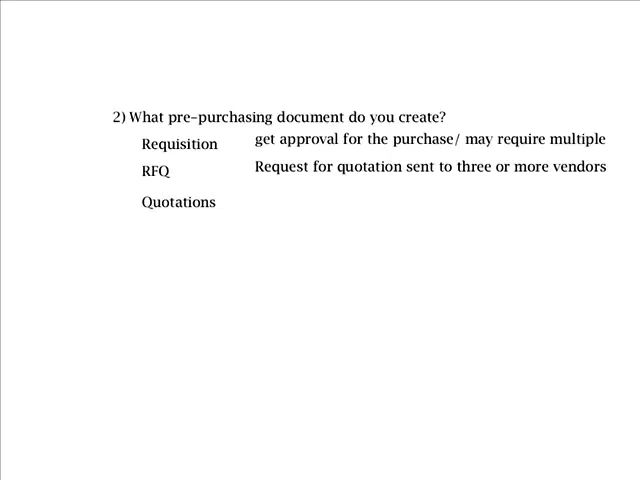 2) What pre-purchasing document do you create?
Requisition get approval for the purchase/ may require multiple
RFQ Request for quotation sent to three or more vendors
Quotations